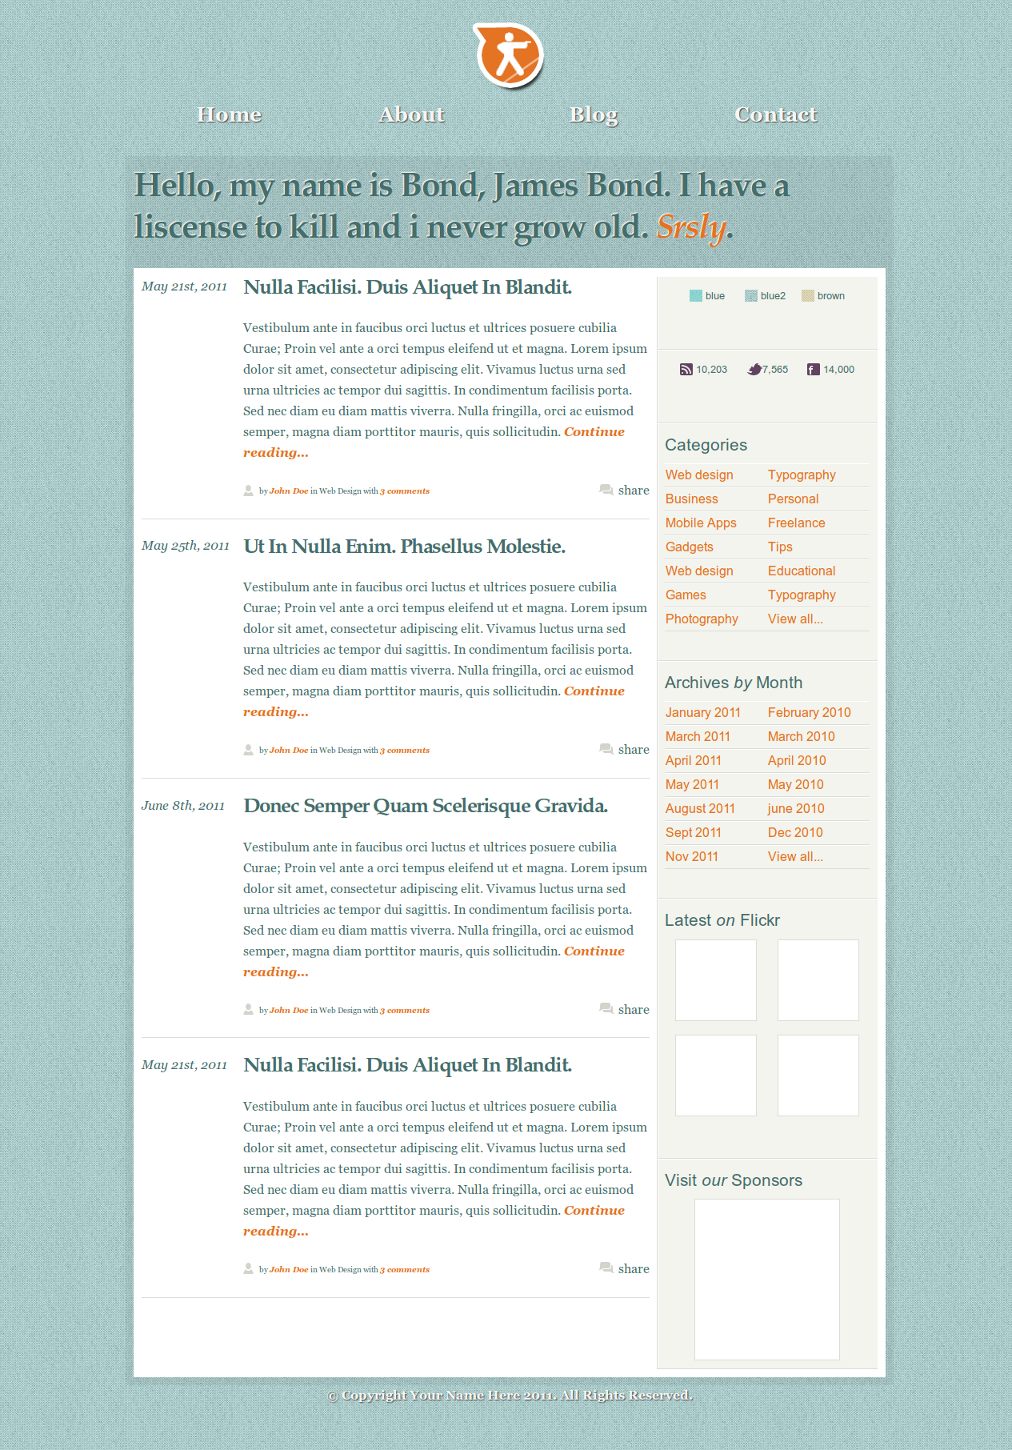 Home About Blog Contact
Hello, my name is Bond, James Bond. I have a
liscense to kill and i never grow old. Srsly.
May 21st, 2011
Nulla Facilisi. Duis Aliquet In Blandit.
Vestibulum ante in faucibus orci luctus et ultrices posuere cubilia
Curae; Proin vel ante a orci tempus eleifend ut et magna. Lorem ipsum
dolor sit amet, consectetur adipiscing elit. Vivamus luctus urna sed
urna ultricies ac tempor dui sagittis. In condimentum facilisis porta.
Sed nec diam eu diam mattis viverra. Nulla fringilla, orci ac euismod
semper, magna diam porttitor mauris, quis sollicitudin. Continue
reading...
by John Doe in Web Design with 3 comments
share
May 25th, 2011
Ut In Nulla Enim. Phasellus Molestie.
Vestibulum ante in faucibus orci luctus et ultrices posuere cubilia
Curae; Proin vel ante a orci tempus eleifend ut et magna. Lorem ipsum
dolor sit amet, consectetur adipiscing elit. Vivamus luctus urna sed
urna ultricies ac tempor dui sagittis. In condimentum facilisis porta.
Sed nec diam eu diam mattis viverra. Nulla fringilla, orci ac euismod
semper, magna diam porttitor mauris, quis sollicitudin. Continue
reading...
by John Doe in Web Design with 3 comments
share
June 8th, 2011
Donec Semper Quam Scelerisque Gravida.
Vestibulum ante in faucibus orci luctus et ultrices posuere cubilia
Curae; Proin vel ante a orci tempus eleifend ut et magna. Lorem ipsum
dolor sit amet, consectetur adipiscing elit. Vivamus luctus urna sed
urna ultricies ac tempor dui sagittis. In condimentum facilisis porta.
Sed nec diam eu diam mattis viverra. Nulla fringilla, orci ac euismod
semper, magna diam porttitor mauris, quis sollicitudin. Continue
reading...
by John Doe in Web Design with 3 comments
share
May 21st, 2011
Nulla Facilisi. Duis Aliquet In Blandit.
Vestibulum ante in faucibus orci luctus et ultrices posuere cubilia
Curae; Proin vel ante a orci tempus eleifend ut et magna. Lorem ipsum
dolor sit amet, consectetur adipiscing elit. Vivamus luctus urna sed
urna ultricies ac tempor dui sagittis. In condimentum facilisis porta.
Sed nec diam eu diam mattis viverra. Nulla fringilla, orci ac euismod
semper, magna diam porttitor mauris, quis sollicitudin. Continue
reading...
by John Doe in Web Design with 3 comments
share
blue blue2 brown
10,203 7,565 14,000
Categories
Web design Typography
Business Personal
Mobile Apps Freelance
Gadgets Tips
Web design Educational
Games Typography
Photography View all...
Archives by Month
January 2011 February 2010
March 2011 March 2010
April 2011 April 2010
May 2011 May 2010
August 2011 june 2010
Sept 2011 Dec 2010
Nov 2011 View all...
Latest on Flickr
Visit our Sponsors
© Copyright Your Name Here 2011. All Rights Reserved.